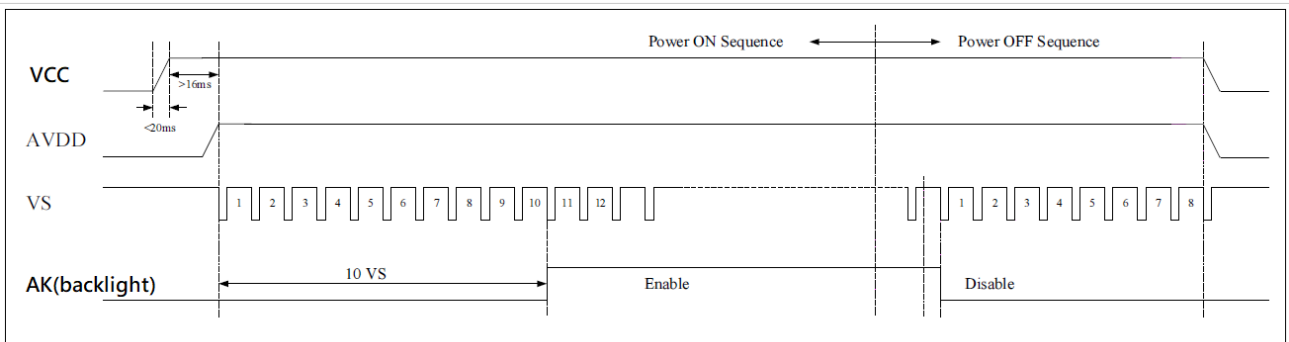 Power ON Sequence Power OFF Sequence
VCC
>16ms
<20ms
AVDD
VS
1 2 3 4 5 6 7 8 9 10 11 12 1 2 3 4 5 6 7 8
10 VS
AK(backlight) Enable Disable